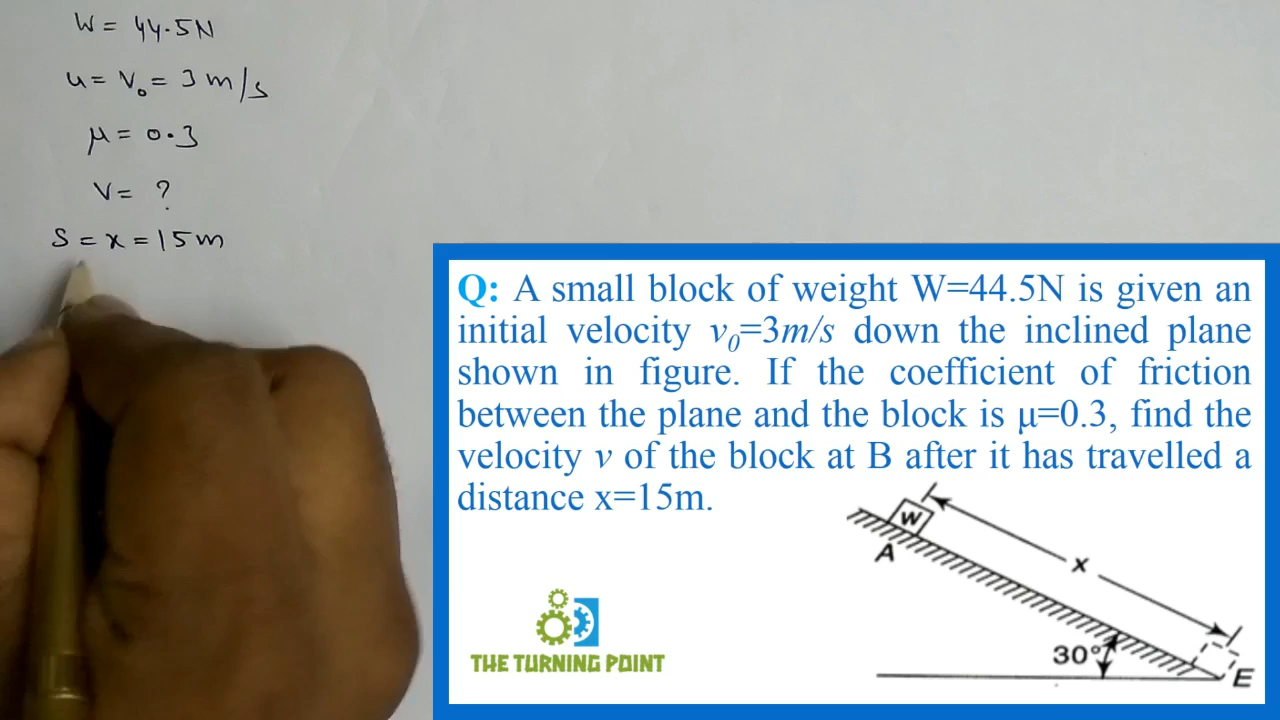 W = 44.5N
u = v₀ = 3 m/s
μ = 0.3
v = ?
S = x = 15m
Q: A small block of weight W=44.5N is given an
initial velocity v₀=3m/s down the inclined plane
shown in figure. If the coefficient of friction
between the plane and the block is μ=0.3, find the
velocity v of the block at B after it has travelled a
distance x=15m.
W
A
x
30°
E
THE TURNING POINT